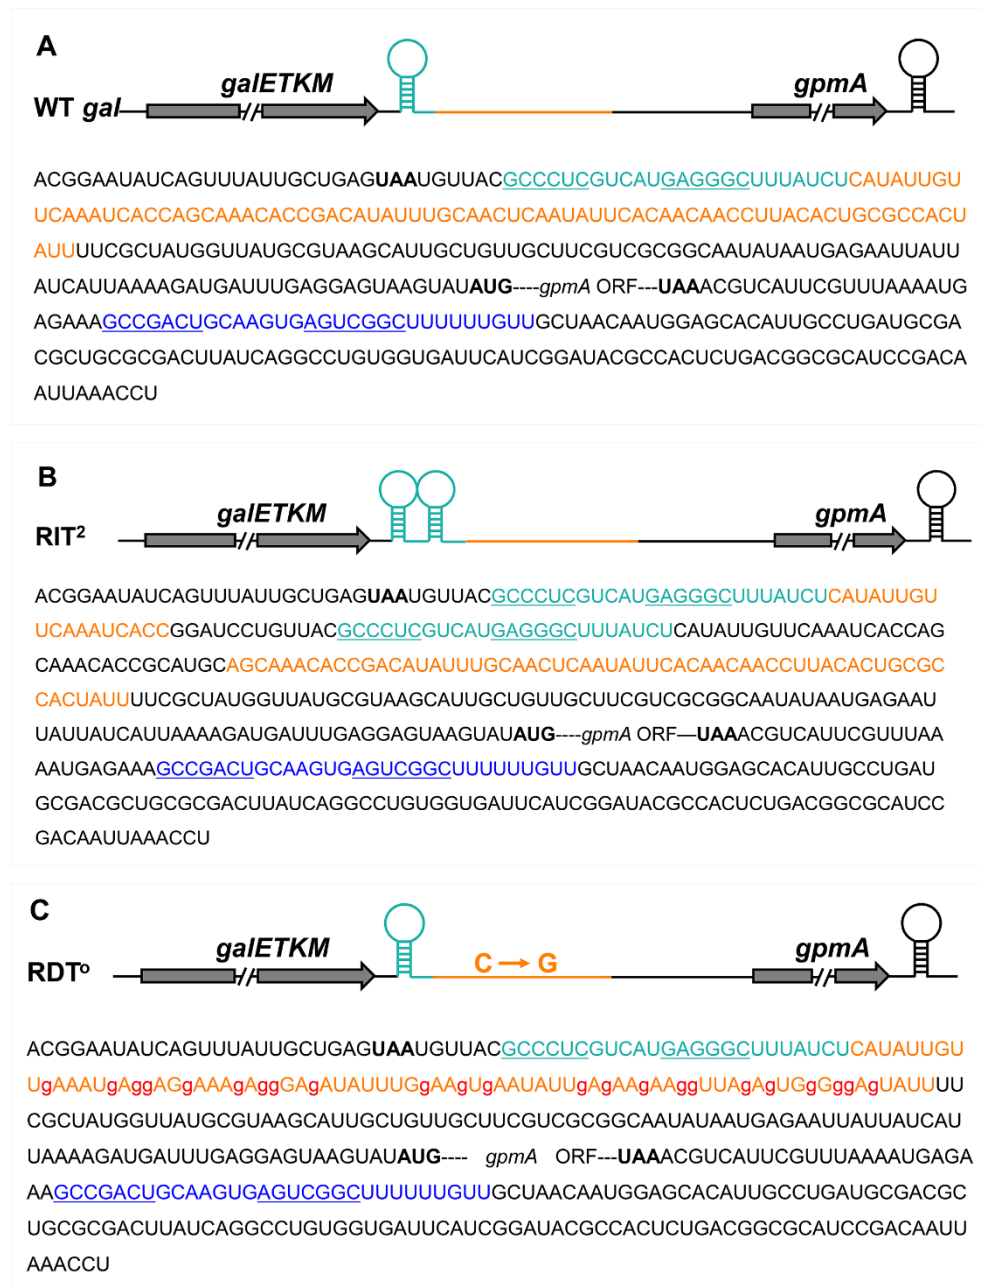 A
galETKM
gpmA
WT gal
ACGGAAUAUCAGUUUAUUGCUGAGUAAUGUUACGCCCUCGUCAUGAGGGCUUUAUCUCAUAUUGU
UCAAAUCACCAGCAAACACCGACAUAUUUGCAACUCAAUAUUCACAACAACCUUACACUGCGCCACU
AUUUUCGCUAUGGUUAUGCGUAAGCAUUGCUGUUGCUUCGUCGCGGCAAUAUAAUGAGAAUUAUU
AUCAUUAAAAGAUGAUUUGAGGAGUAAGUAUAUG----gpmA ORF---UAAACGUCAUUCGUUUAAAAUG
AGAAAGCCGACUGCAAGUGAGUCGGCUUUUUUGUUGCUAACAAUGGAGCACAUUGCCUGAUGCGA
CGCUGCGCGACUUAUCAGGCCUGUGGUGAUUCAUCGGAUACGCCACUCUGACGGCGCAUCCGACA
AUUAAACCU
B
galETKM
gpmA
RIT²
ACGGAAUAUCAGUUUAUUGCUGAGUAAUGUUACGCCCUCGUCAUGAGGGCUUUAUCUCAUAUUGU
UCAAAUCACCGGAUCCUGUUACGCCCUCGUCAUGAGGGCUUUAUCUCAUAUUGUUCAAAUCACCAG
CAAACACCGCAUGCAGCAAACACCGACAUAUUUGCAACUCAAUAUUCACAACAACCUUACACUGCGC
CACUAUUUUCGCUAUGGUUAUGCGUAAGCAUUGCUGUUGCUUCGUCGCGGCAAUAUAAUGAGAAU
UAUUAUCAUUAAAAGAUGAUUUGAGGAGUAAGUAUAUG----gpmA ORF—UAAACGUCAUUCGUUUAA
AAUGAGAAAGCCGACUGCAAGUGAGUCGGCUUUUUUGUUGCUAACAAUGGAGCACAUUGCCUGAU
GCGACGCUGCGCGACUUAUCAGGCCUGUGGUGAUUCAUCGGAUACGCCACUCUGACGGCGCAUCC
GACAAUUAAACCU
C
galETKM
gpmA
C → G
RDTº
ACGGAAUAUCAGUUUAUUGCUGAGUAAUGUUACGCCCUCGUCAUGAGGGCUUUAUCUCAUAUUGU
UgAAAUgAggAGgAAAgAggGAgAUAUUUGgAAgUgAAUAUUgAgAAgAAggUUAgAgUGgGggAgUAUUUU
CGCUAUGGUUAUGCGUAAGCAUUGCUGUUGCUUCGUCGCGGCAAUAUAAUGAGAAUUAUUAUCAU
UAAAAGAUGAUUUGAGGAGUAAGUAUAUG---- gpmA ORF---UAAACGUCAUUCGUUUAAAAUGAGA
AAGCCGACUGCAAGUGAGUCGGCUUUUUUGUUGCUAACAAUGGAGCACAUUGCCUGAUGCGACGC
UGCGCGACUUAUCAGGCCUGUGGUGAUUCAUCGGAUACGCCACUCUGACGGCGCAUCCGACAAUU
AAACCU